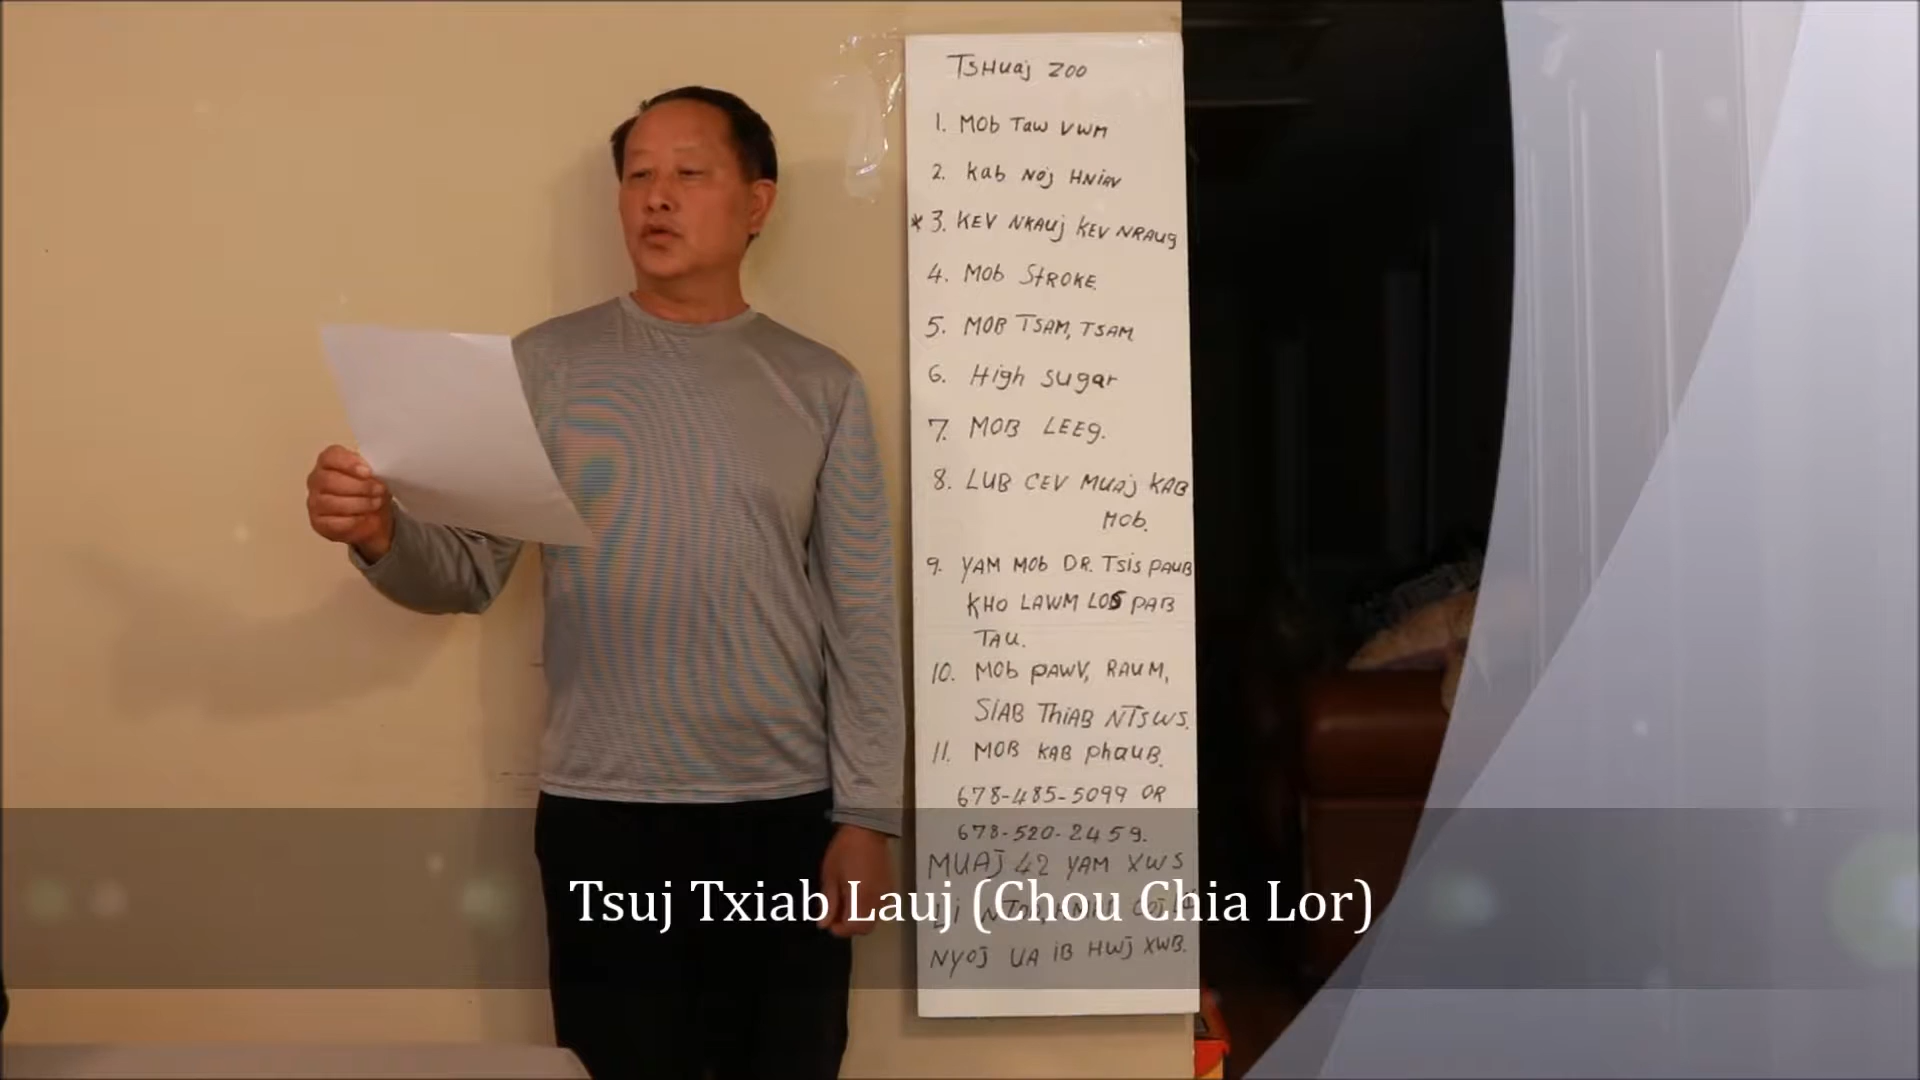 TSHUAJ ZOO
1. MOB TAW VWM
2. KAB NOJ HNIAV
* 3. KEV NKAUJ KEV NRAUG
4. MOB STROKE.
5. MOB TSAM, TSAM
6. High sugar
7. MOB LEEG.
8. LUB CEV MUAJ KAB
MOB.
9. YAM MOB DR. TSIS PAUB
KHO LAWM LOS PAB
TAU.
10. MOB PAWV, RAUM,
SIAB THIAB NTSWS.
11. MOB KAB PHAUB.
678-485-5099 OR
678-520-2459.
MUAJ 42 YAM XWS
Tsuj Txiab Lauj (Chou Chia Lor)
LI
NYOJ UA IB HWJ XWB.